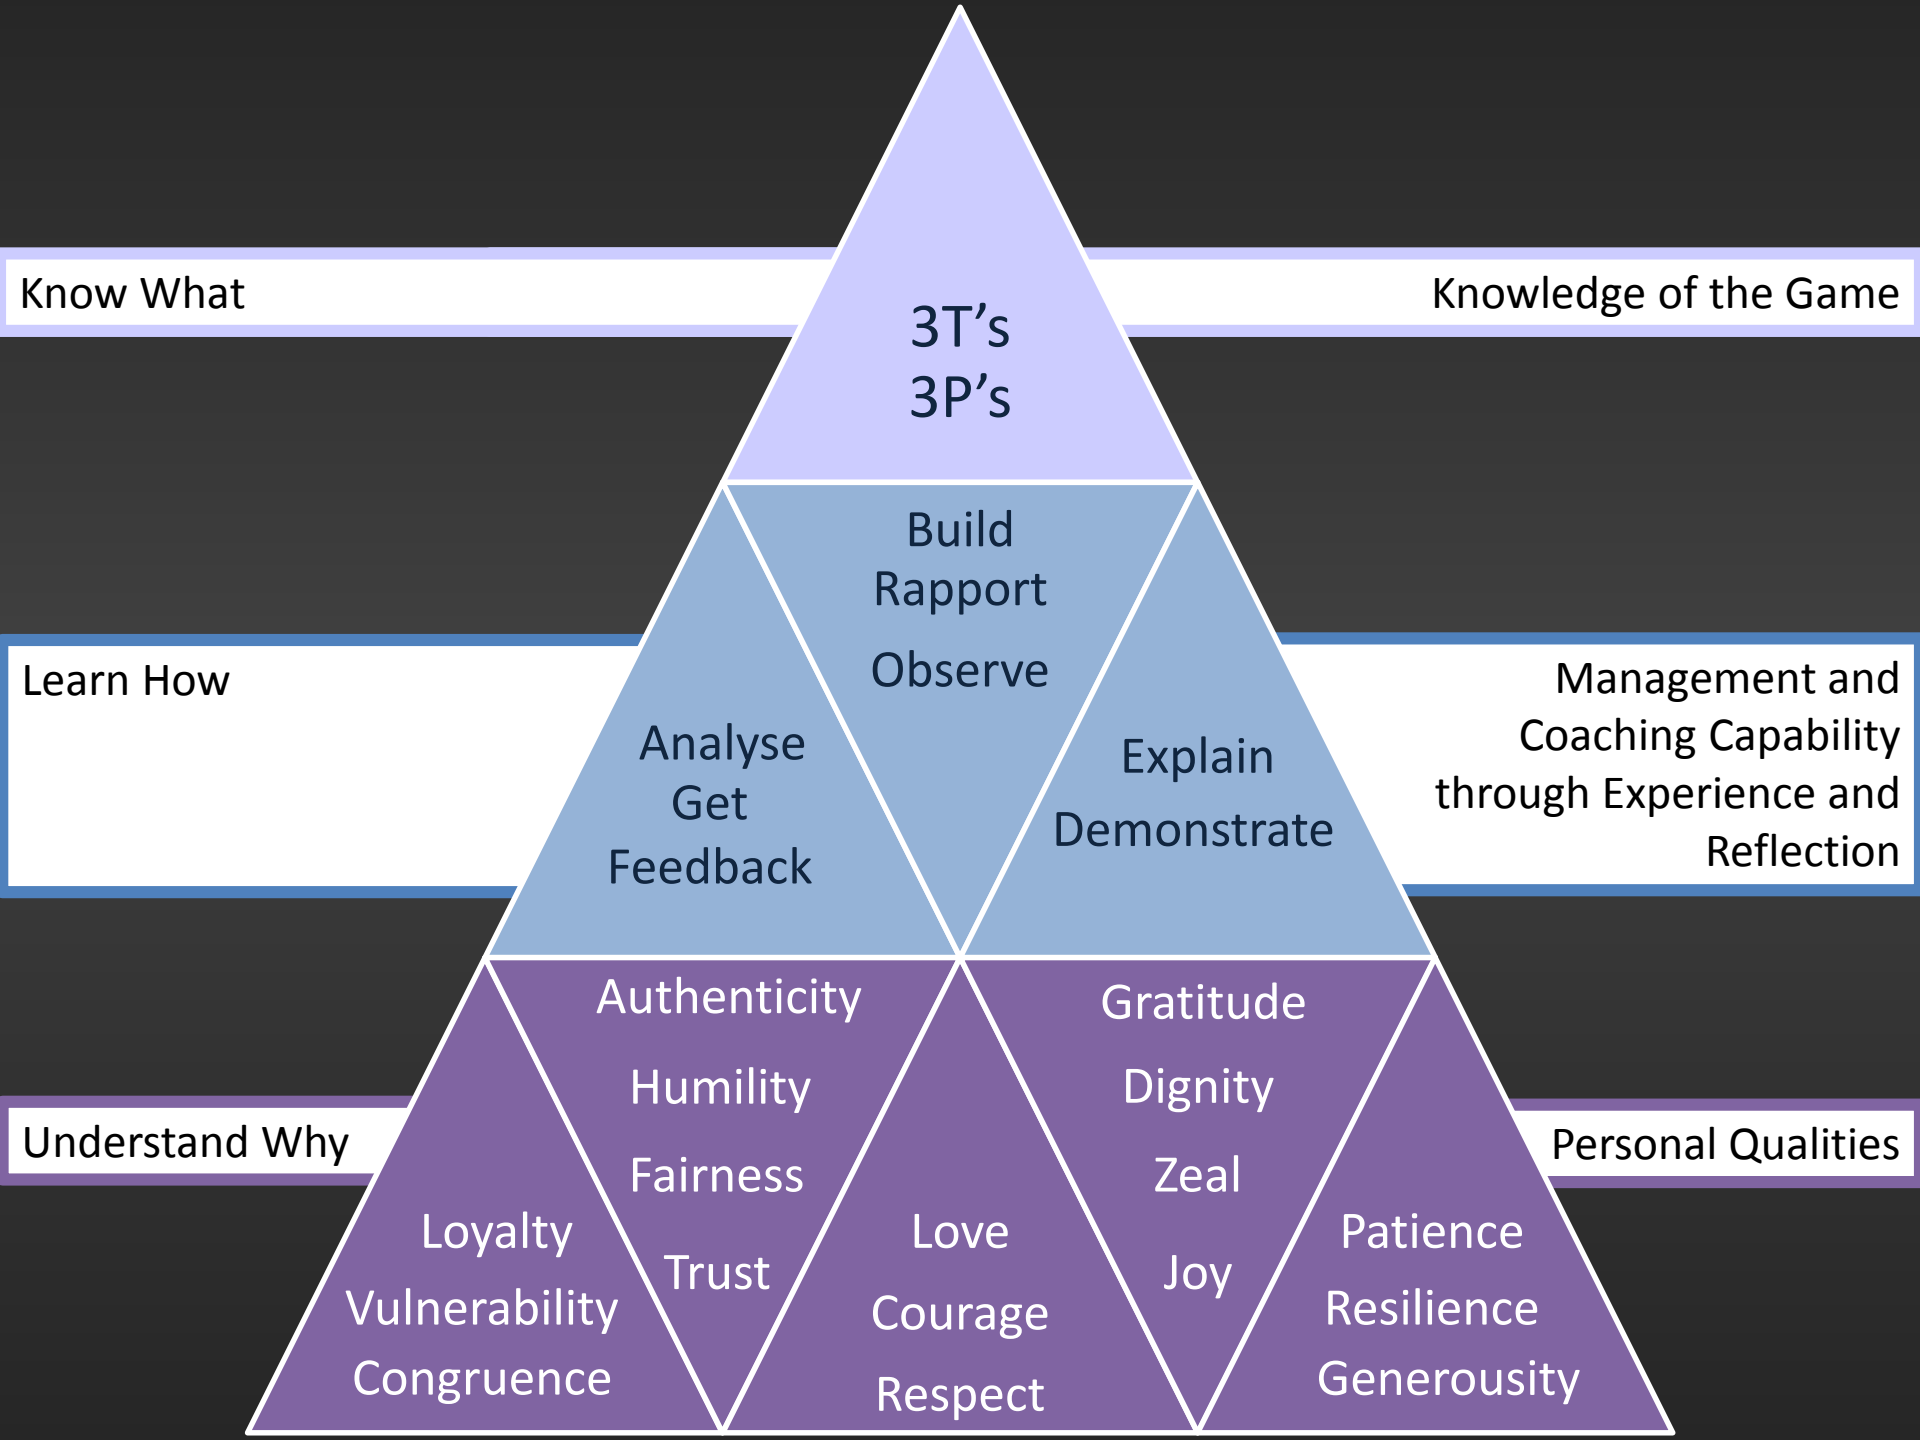 Know What
3T’s
3P’s
Knowledge of the Game
Learn How
Build
Rapport
Observe
Analyse
Get
Feedback
Explain
Demonstrate
Management and
Coaching Capability
through Experience and
Reflection
Understand Why
Loyalty
Vulnerability
Congruence
Authenticity
Humility
Fairness
Trust
Love
Courage
Respect
Gratitude
Dignity
Zeal
Joy
Patience
Resilience
Generousity
Personal Qualities